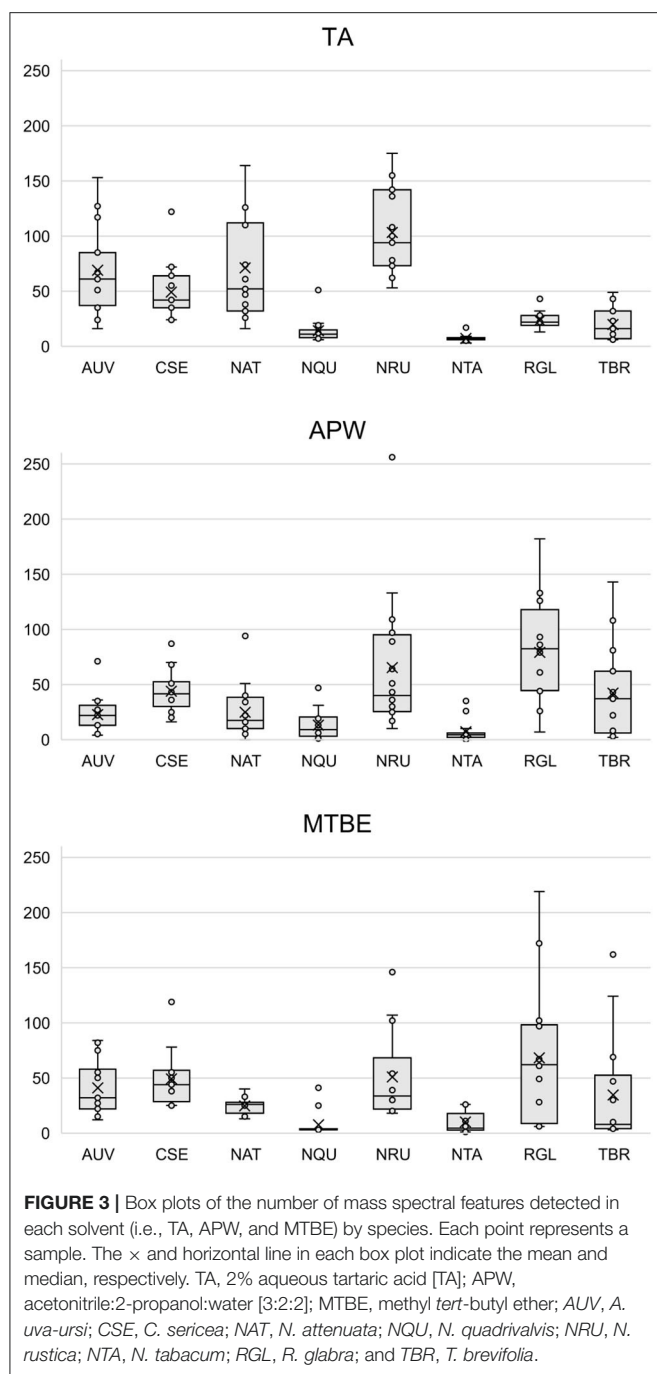 TA
250
200
150
100
50
0
AUV CSE NAT NQU NRU NTA RGL TBR
APW
250
200
150
100
50
0
AUV CSE NAT NQU NRU NTA RGL TBR
MTBE
250
200
150
100
50
0
AUV CSE NAT NQU NRU NTA RGL TBR
FIGURE 3 | Box plots of the number of mass spectral features detected in
each solvent (i.e., TA, APW, and MTBE) by species. Each point represents a
sample. The × and horizontal line in each box plot indicate the mean and
median, respectively. TA, 2% aqueous tartaric acid [TA]; APW,
acetonitrile:2-propanol:water [3:2:2]; MTBE, methyl tert-butyl ether; AUV, A.
uva-ursi; CSE, C. sericea; NAT, N. attenuata; NQU, N. quadrivalvis; NRU, N.
rustica; NTA, N. tabacum; RGL, R. glabra; and TBR, T. brevifolia.